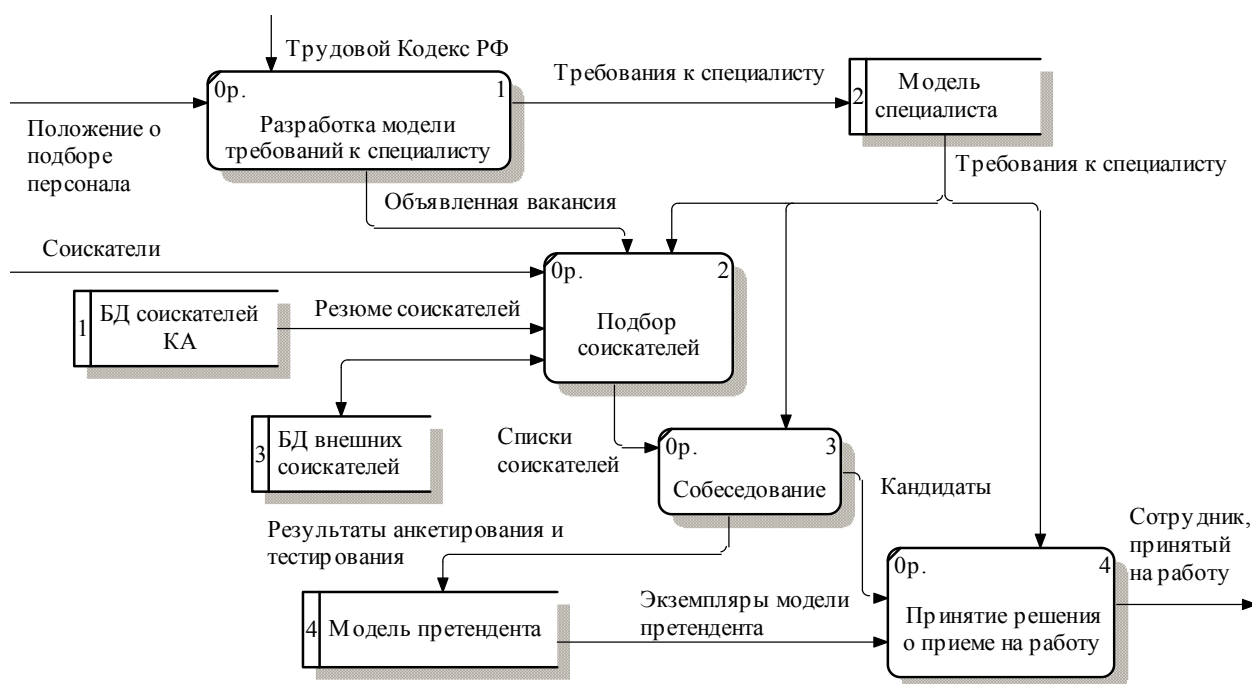 Трудовой Кодекс РФ
0р.
1
Разработка модели
требований к специалисту
Положение о
подборе
персонала
Требования к специалисту
2
Модель
специалиста
Требования к специалисту
Объявленная вакансия
Соискатели
0р.
2
Подбор
соискателей
1
БД соискателей
КА
Резюме соискателей
3
БД внешних
соискателей
Списки
соискателей
0р.
3
Собеседование
Кандидаты
Результаты анкетирования и
тестирования
4
Модель претендента
Экземпляры модели
претендента
0р.
4
Принятие решения
о приеме на работу
Сотрудник,
принятый
на работу